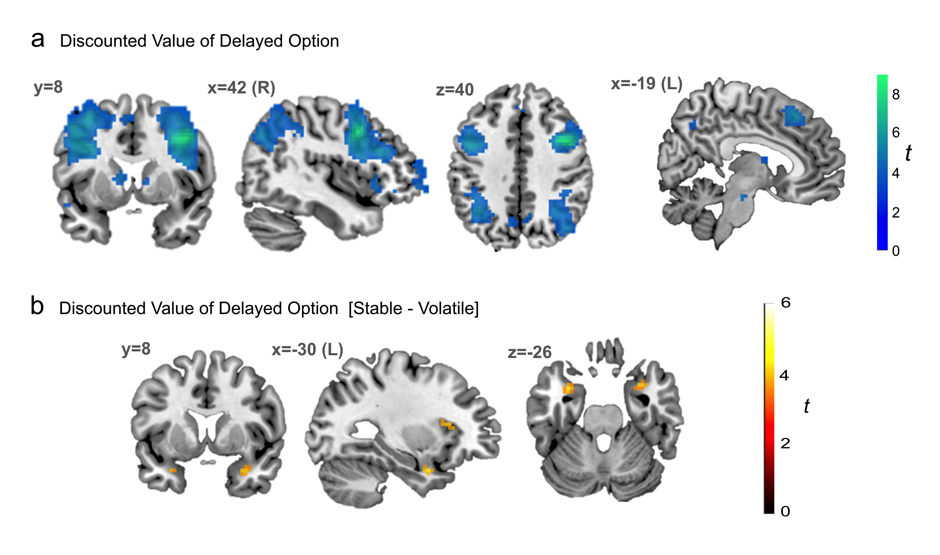 a Discounted Value of Delayed Option
y=8
x=42 (R)
z=40
x=-19 (L)
8
6
4
2
0
t
b Discounted Value of Delayed Option [Stable - Volatile]
y=8
x=-30 (L)
z=-26
6
4
2
0
t